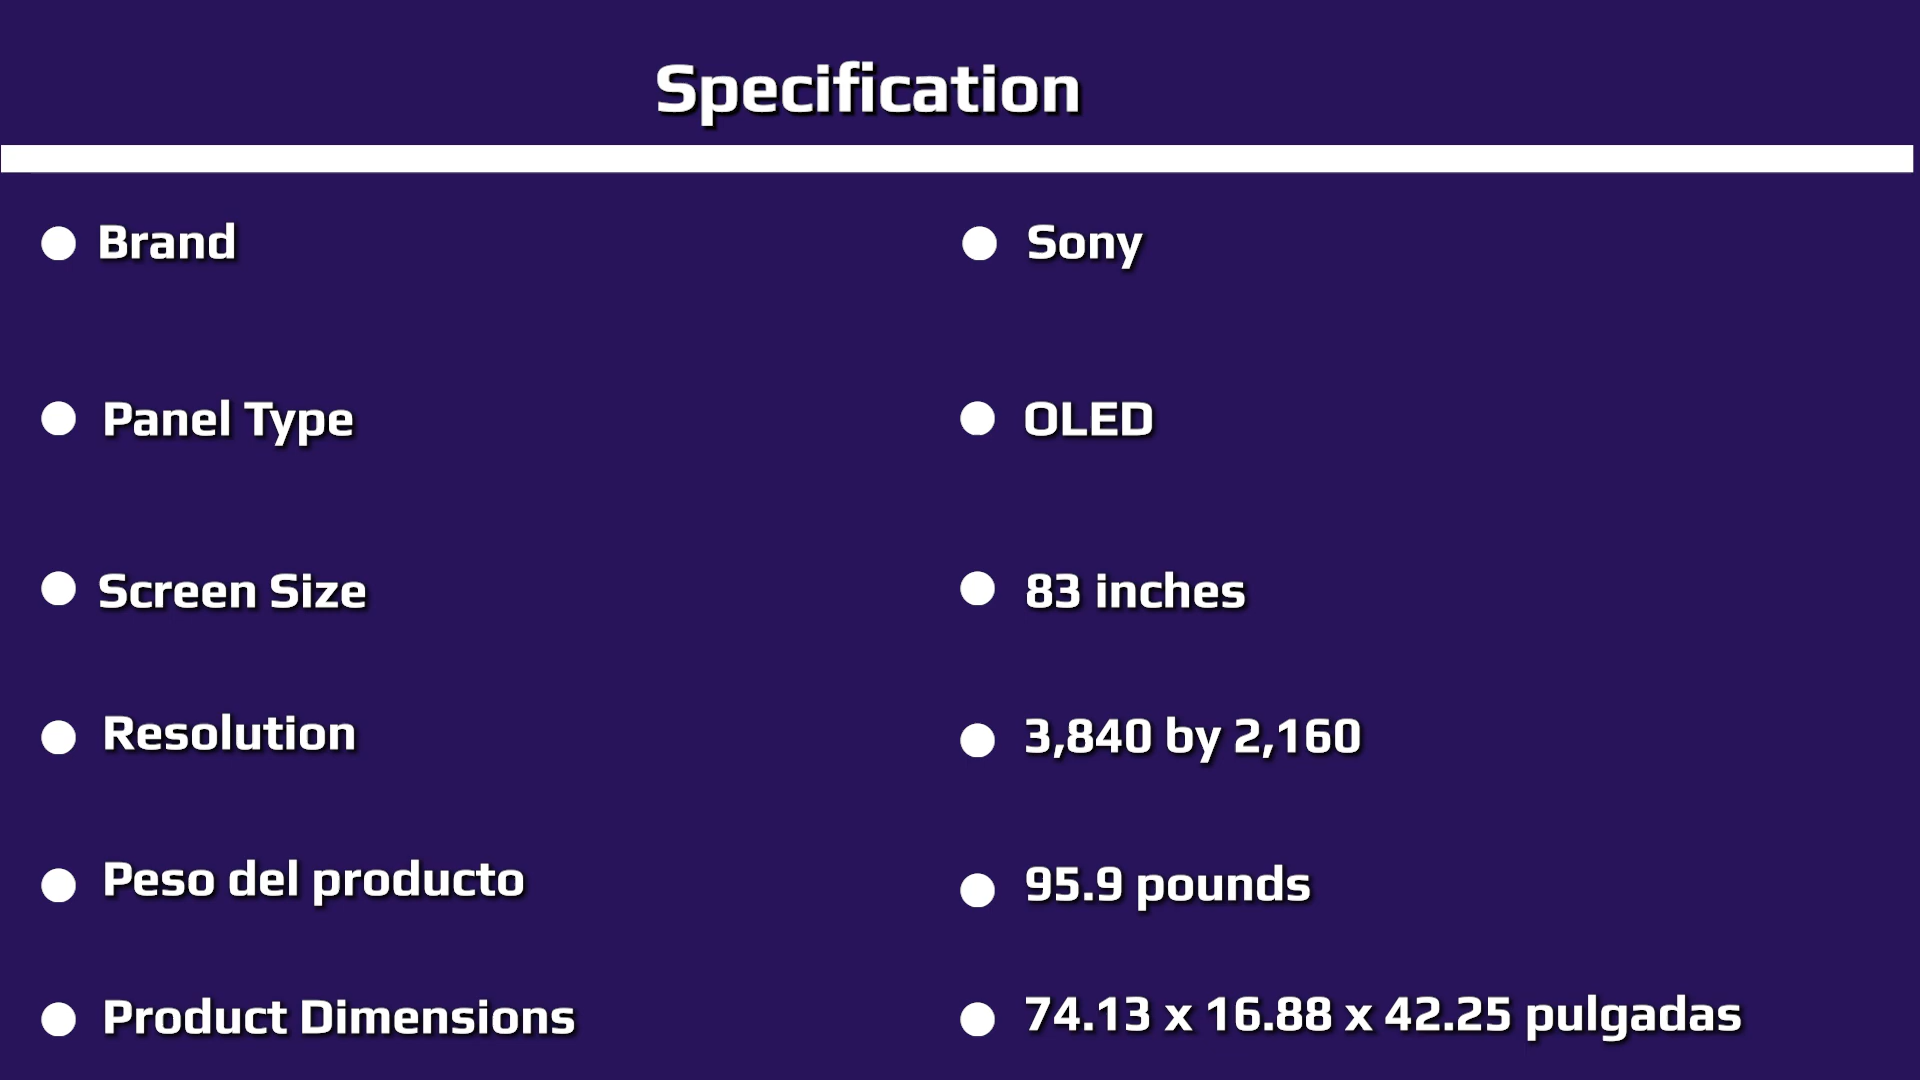 Specification
Brand
Sony
Panel Type
OLED
Screen Size
83 inches
Resolution
3,840 by 2,160
Peso del producto
95.9 pounds
Product Dimensions
74.13 x 16.88 x 42.25 pulgadas